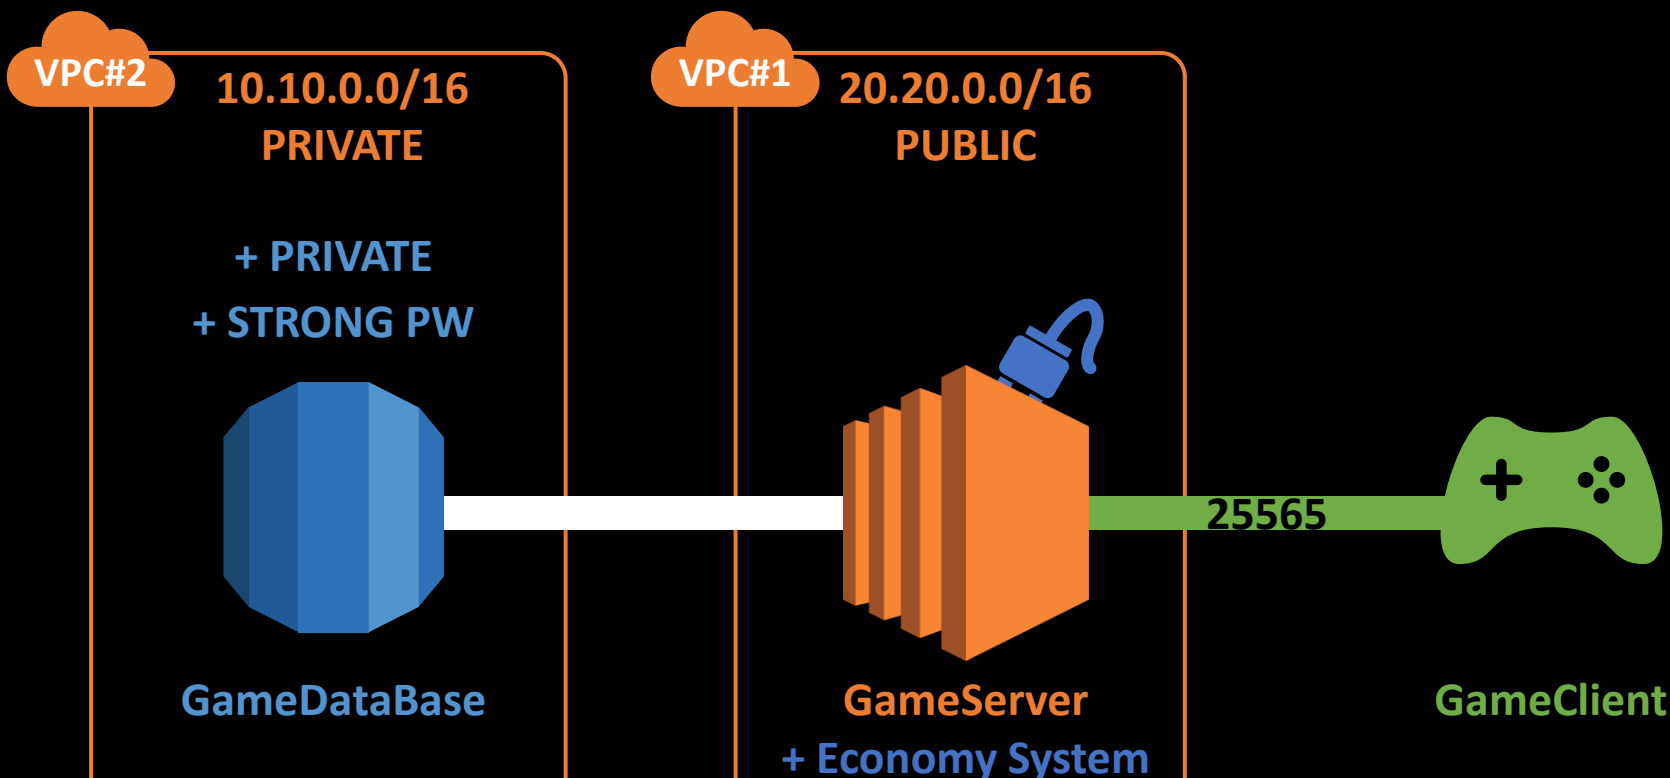 VPC#2
10.10.0.0/16
PRIVATE
+ PRIVATE
+ STRONG PW
GameDataBase
VPC#1
20.20.0.0/16
PUBLIC
GameServer
+ Economy System
25565
GameClient